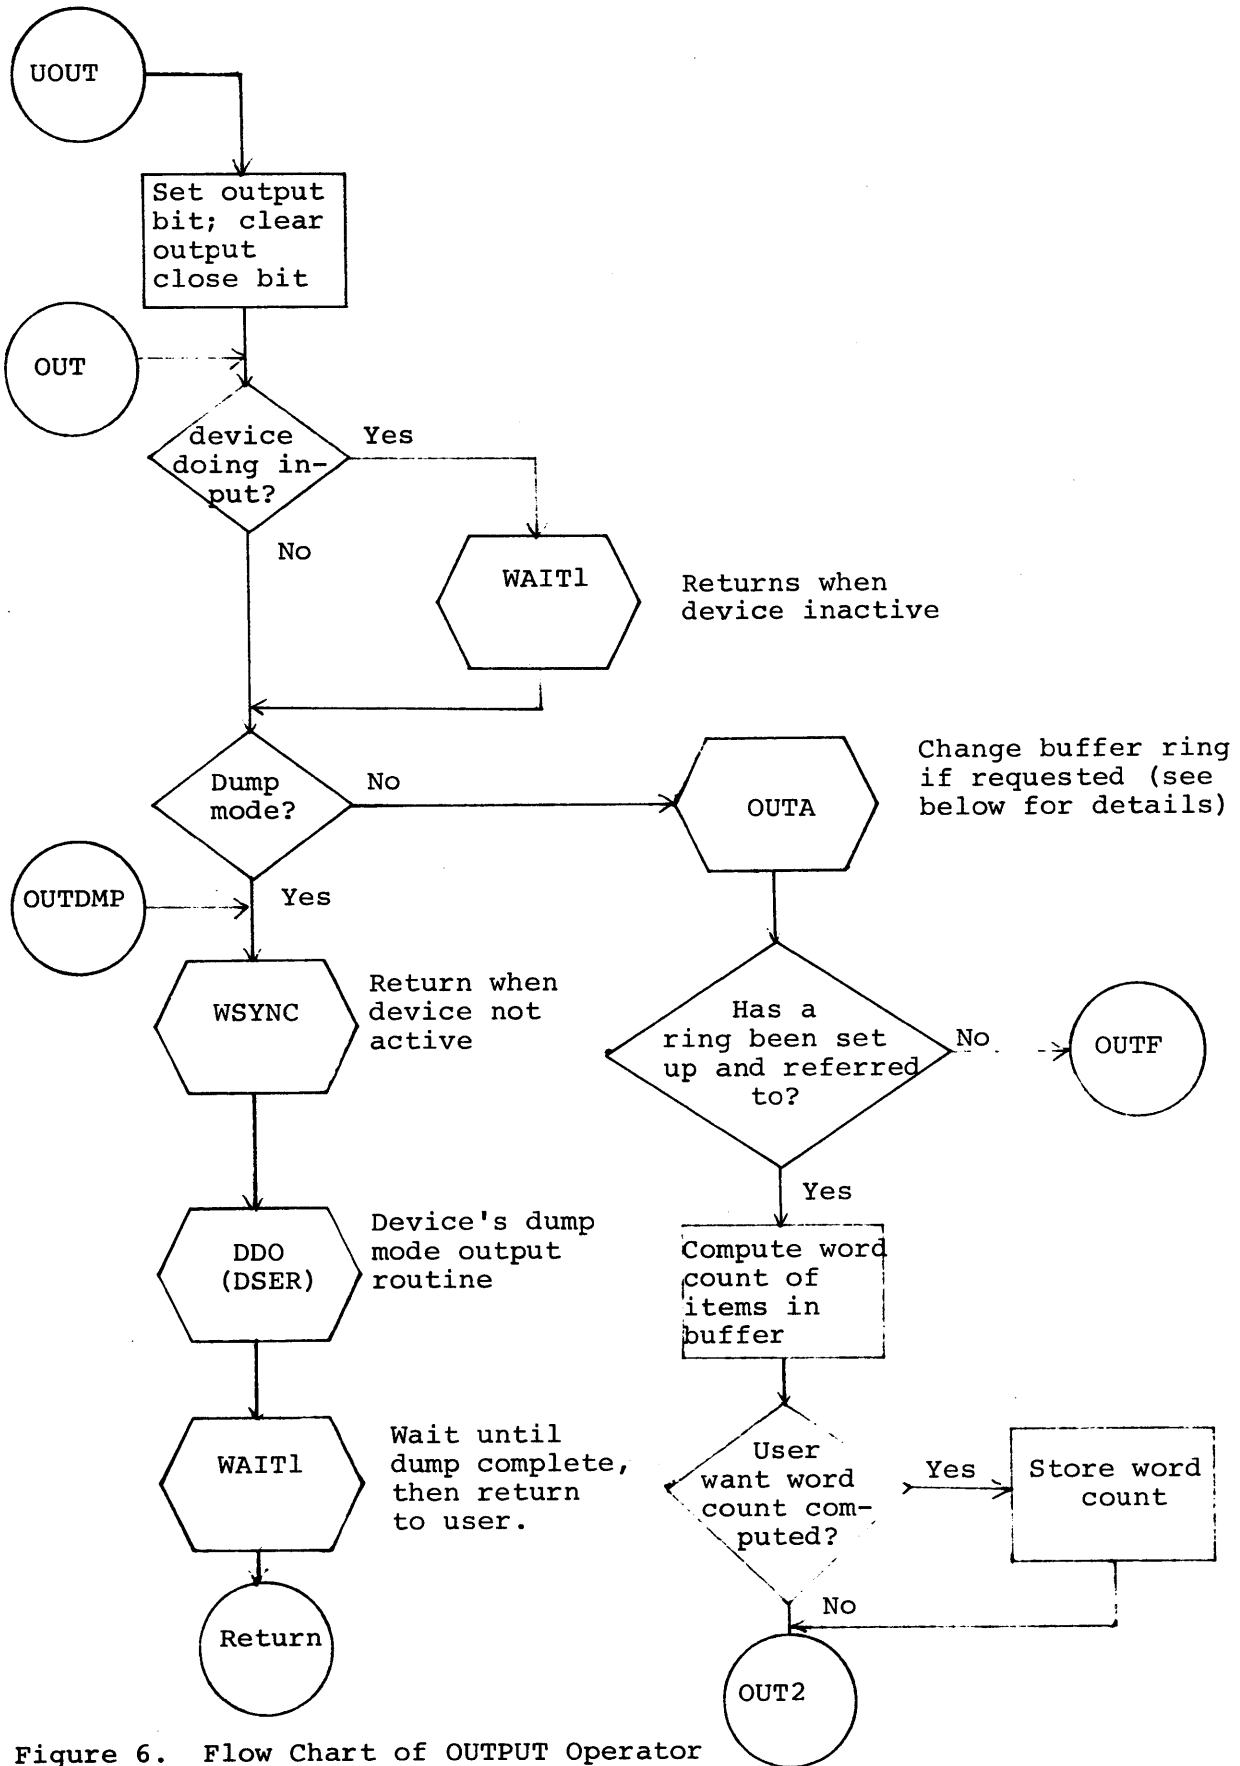 UOUT
Set output
bit; clear
output
close bit
OUT
device
doing in-
put?
Yes
No
WAIT1
Returns when
device inactive
Dump
mode?
No
Yes
OUTA
Change buffer ring
if requested (see
below for details)
OUTDMP
WSYNC
Return when
device not
active
Has a
ring been set
up and referred
to?
No
OUTF
Yes
DDO
(DSER)
Device's dump
mode output
routine
Compute word
count of
items in
buffer
WAIT1
Wait until
dump complete,
then return
to user.
User
want word
count com-
puted?
Yes
Store word
count
No
Return
OUT2
Figure 6. Flow Chart of OUTPUT Operator